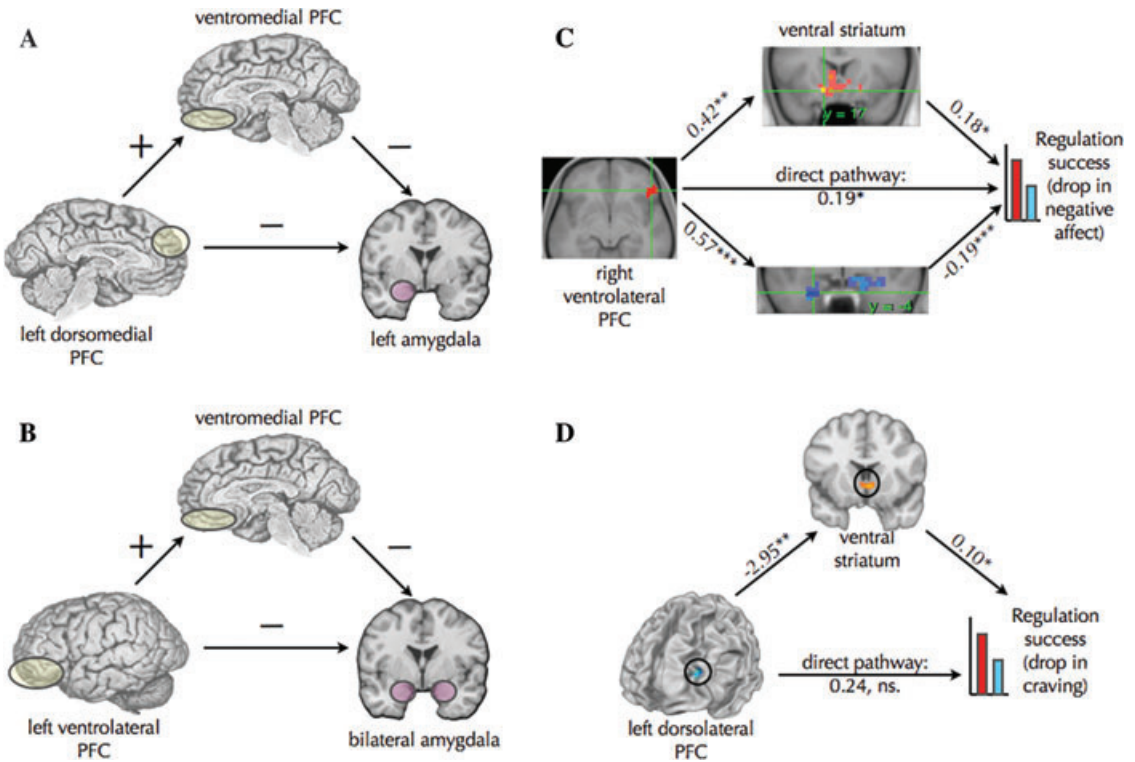 A
ventromedial PFC
+
−
−
left dorsomedial
PFC
left amygdala
B
ventromedial PFC
+
−
−
left ventrolateral
PFC
bilateral amygdala
C
ventral striatum
y = 17
0.42**
0.18*
direct pathway:
0.19*
Regulation
success
(drop in
negative
affect)
right
ventrolateral
PFC
0.57***
-0.19***
y = -4
D
ventral
striatum
-2.95**
0.10*
direct pathway:
0.24, ns.
Regulation
success
(drop in
craving)
left dorsolateral
PFC